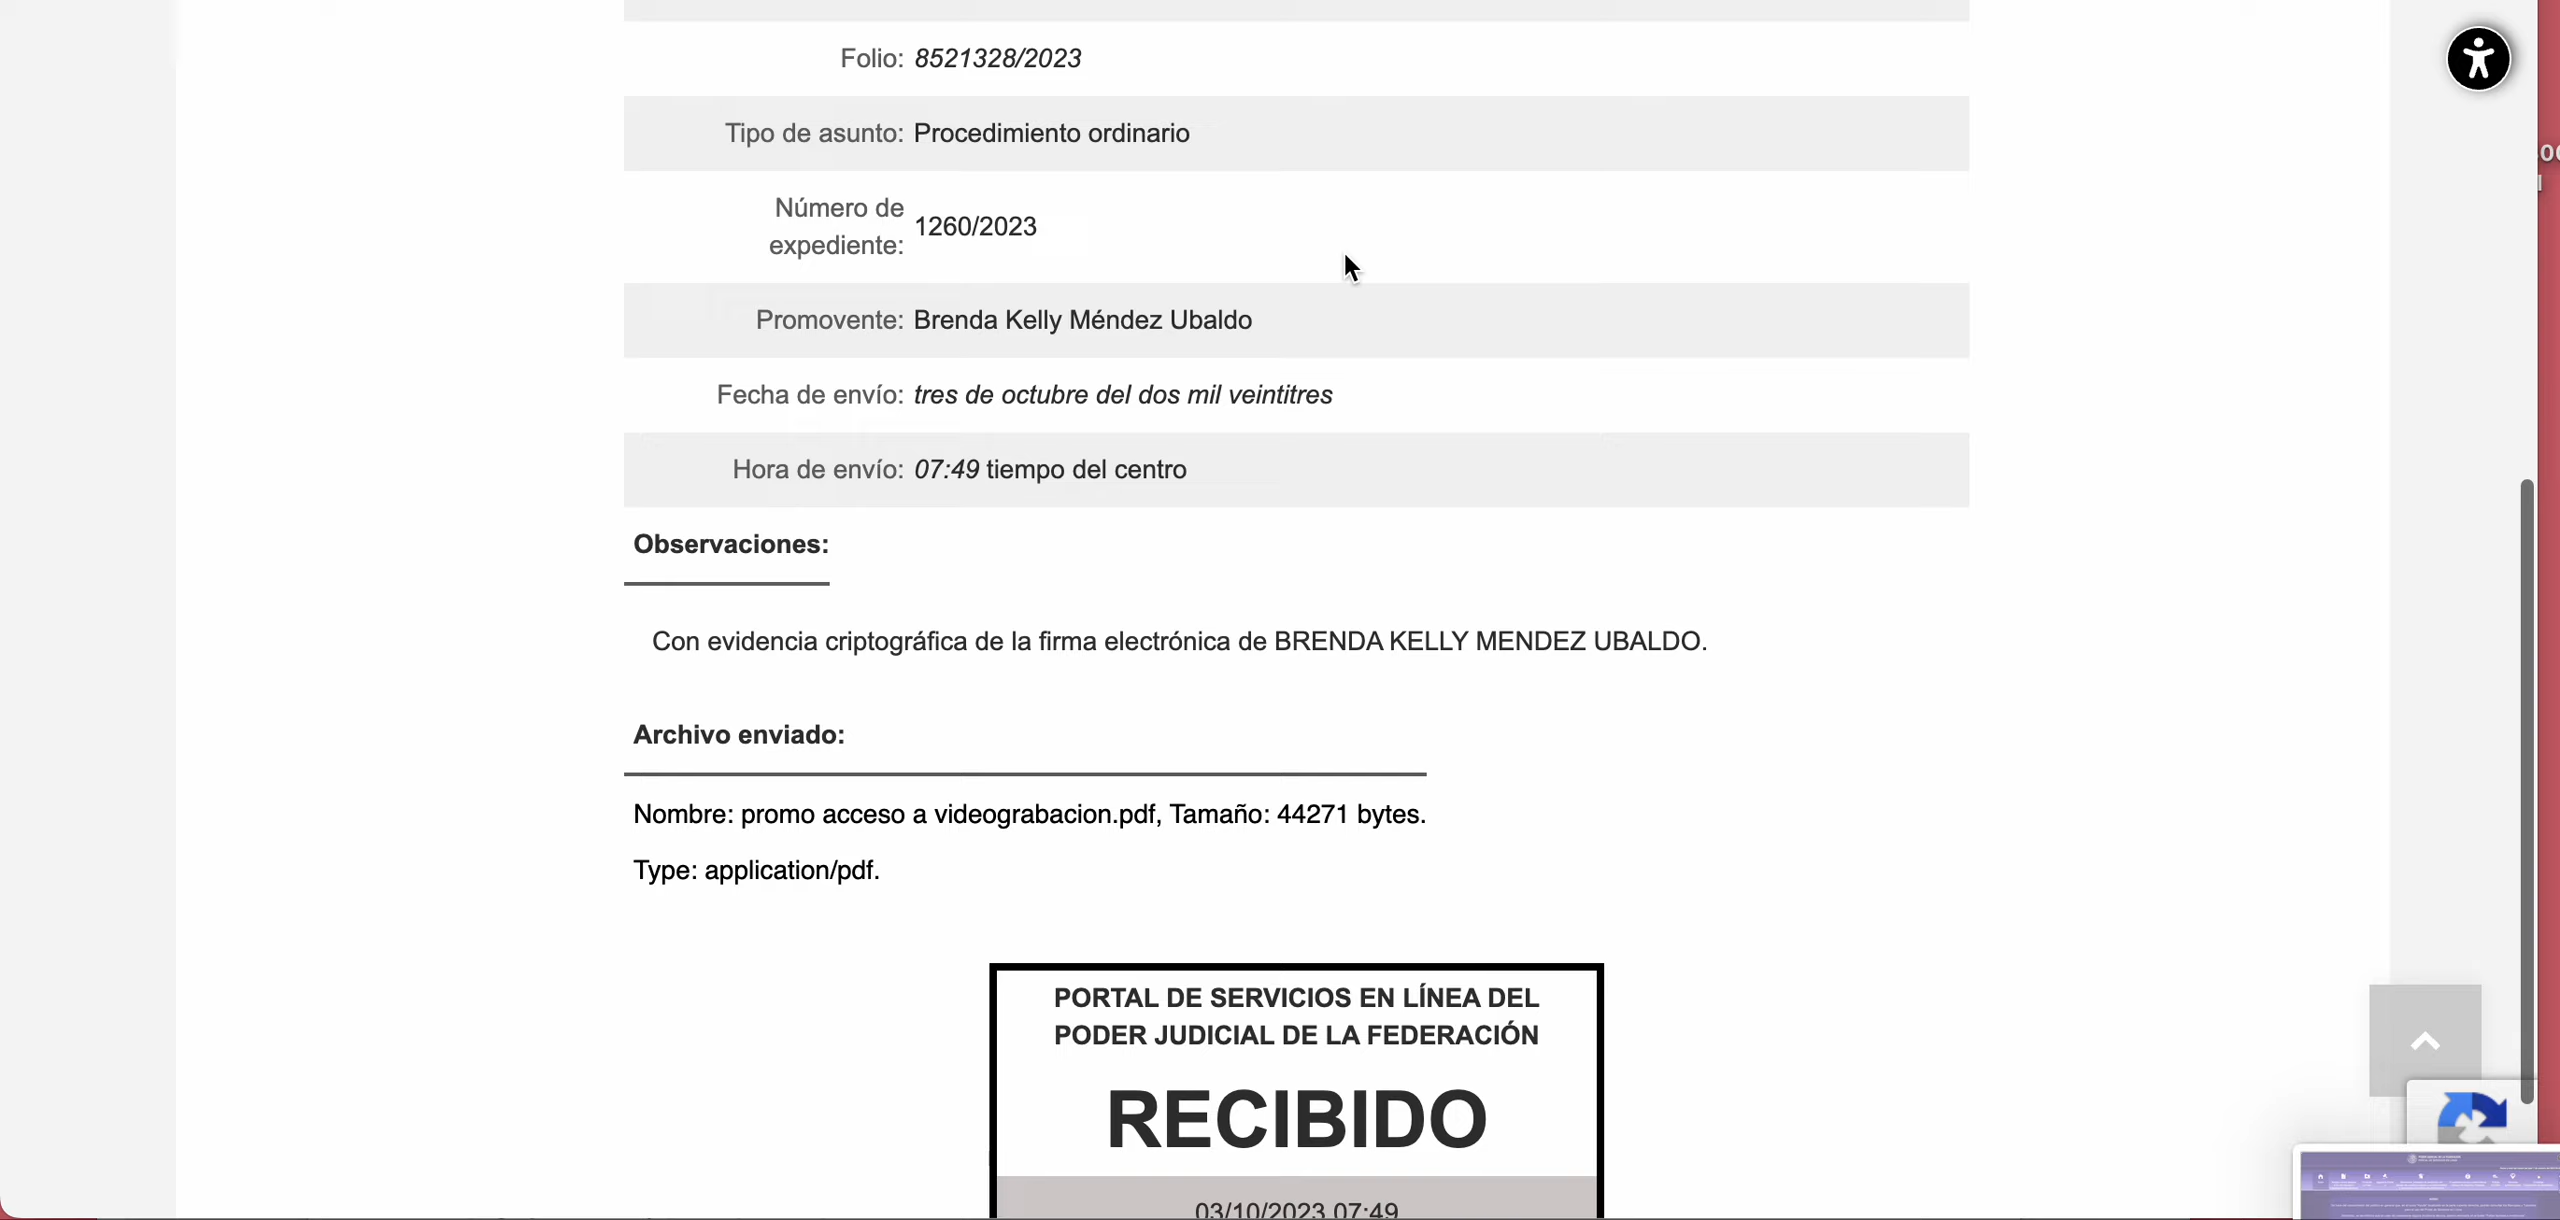 Folio: 8521328/2023
Tipo de asunto: Procedimiento ordinario
Número de
expediente: 1260/2023
Promovente: Brenda Kelly Méndez Ubaldo
Fecha de envío: tres de octubre del dos mil veintitres
Hora de envío: 07:49 tiempo del centro
Observaciones:
Con evidencia criptográfica de la firma electrónica de BRENDA KELLY MENDEZ UBALDO.
Archivo enviado:
Nombre: promo acceso a videograbacion.pdf, Tamaño: 44271 bytes.
Type: application/pdf.
PORTAL DE SERVICIOS EN LÍNEA DEL
PODER JUDICIAL DE LA FEDERACIÓN
RECIBIDO
03/10/2023 07:49